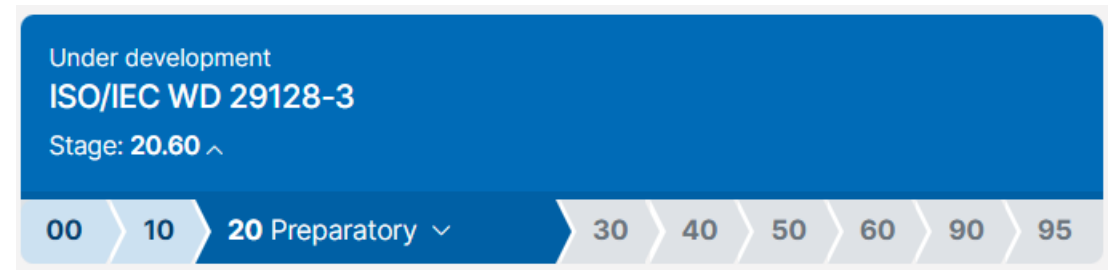 Under development
ISO/IEC WD 29128-3
Stage: 20.60
00 10 20 Preparatory 30 40 50 60 90 95